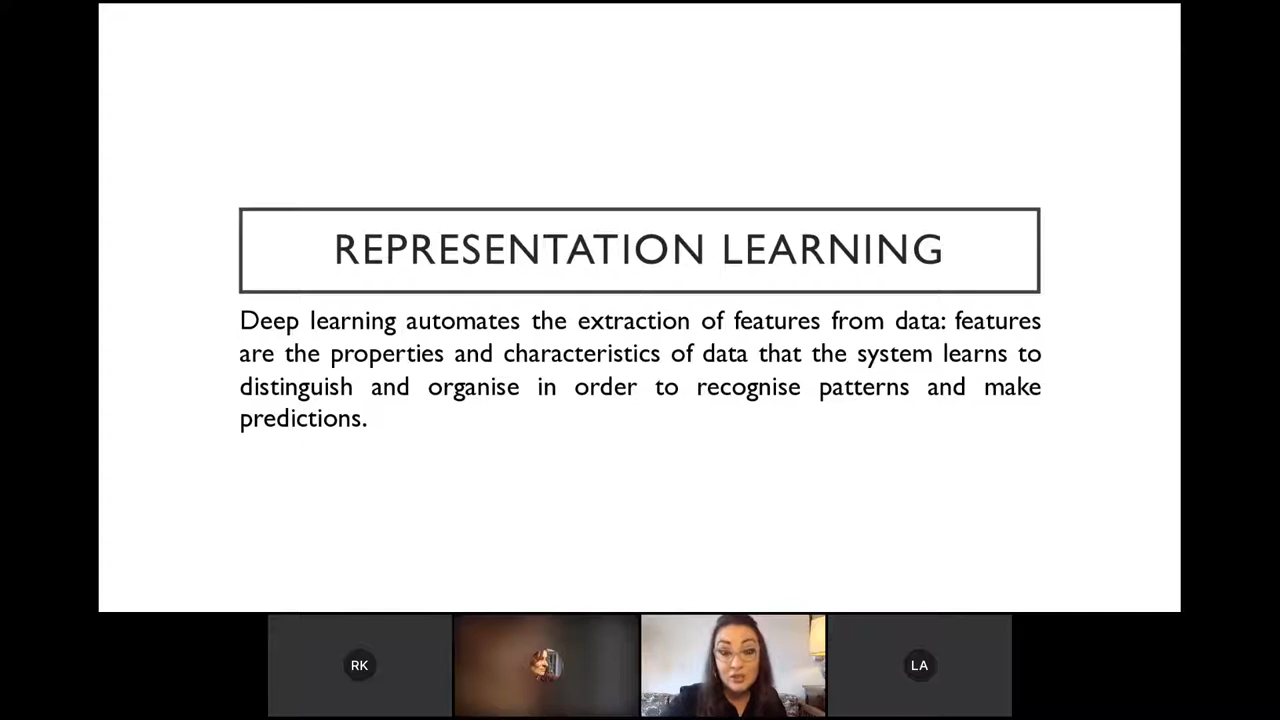 REPRESENTATION LEARNING
Deep learning automates the extraction of features from data: features
are the properties and characteristics of data that the system learns to
distinguish and organise in order to recognise patterns and make
predictions.
RK
LA